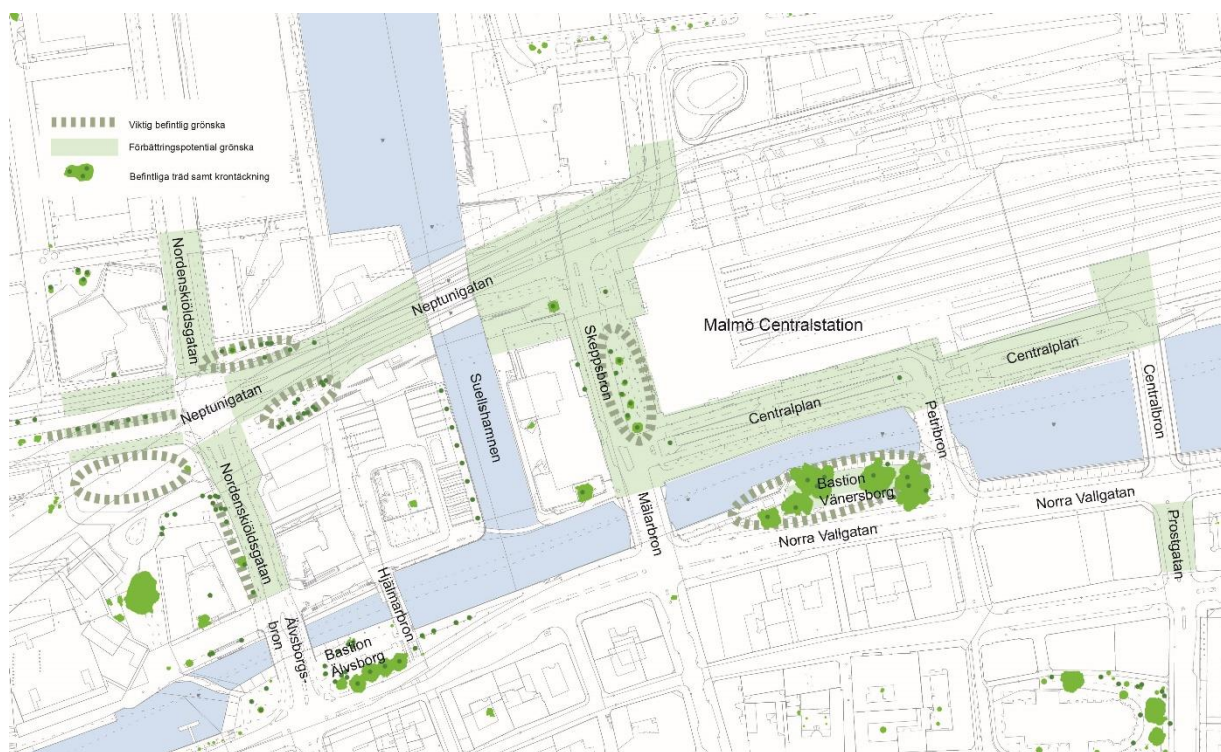 Viktig befintlig grönska
Förbättringspotential grönska
Befintliga träd samt krontäckning
Nordenskiöldsgatan
Neptunigatan
Neptunigatan
Nordenskiöldsgatan
Suellshamnen
Skeppsbron
Malmö Centralstation
Centralplan
Centralplan
Petribron
Centralbron
Bastion
Vänersborg
Mälarbron
Norra Vallgatan
Norra Vallgatan
Prostgatan
Hjälmarbron
Älvsborgs-
bron
Bastion
Älvsborg